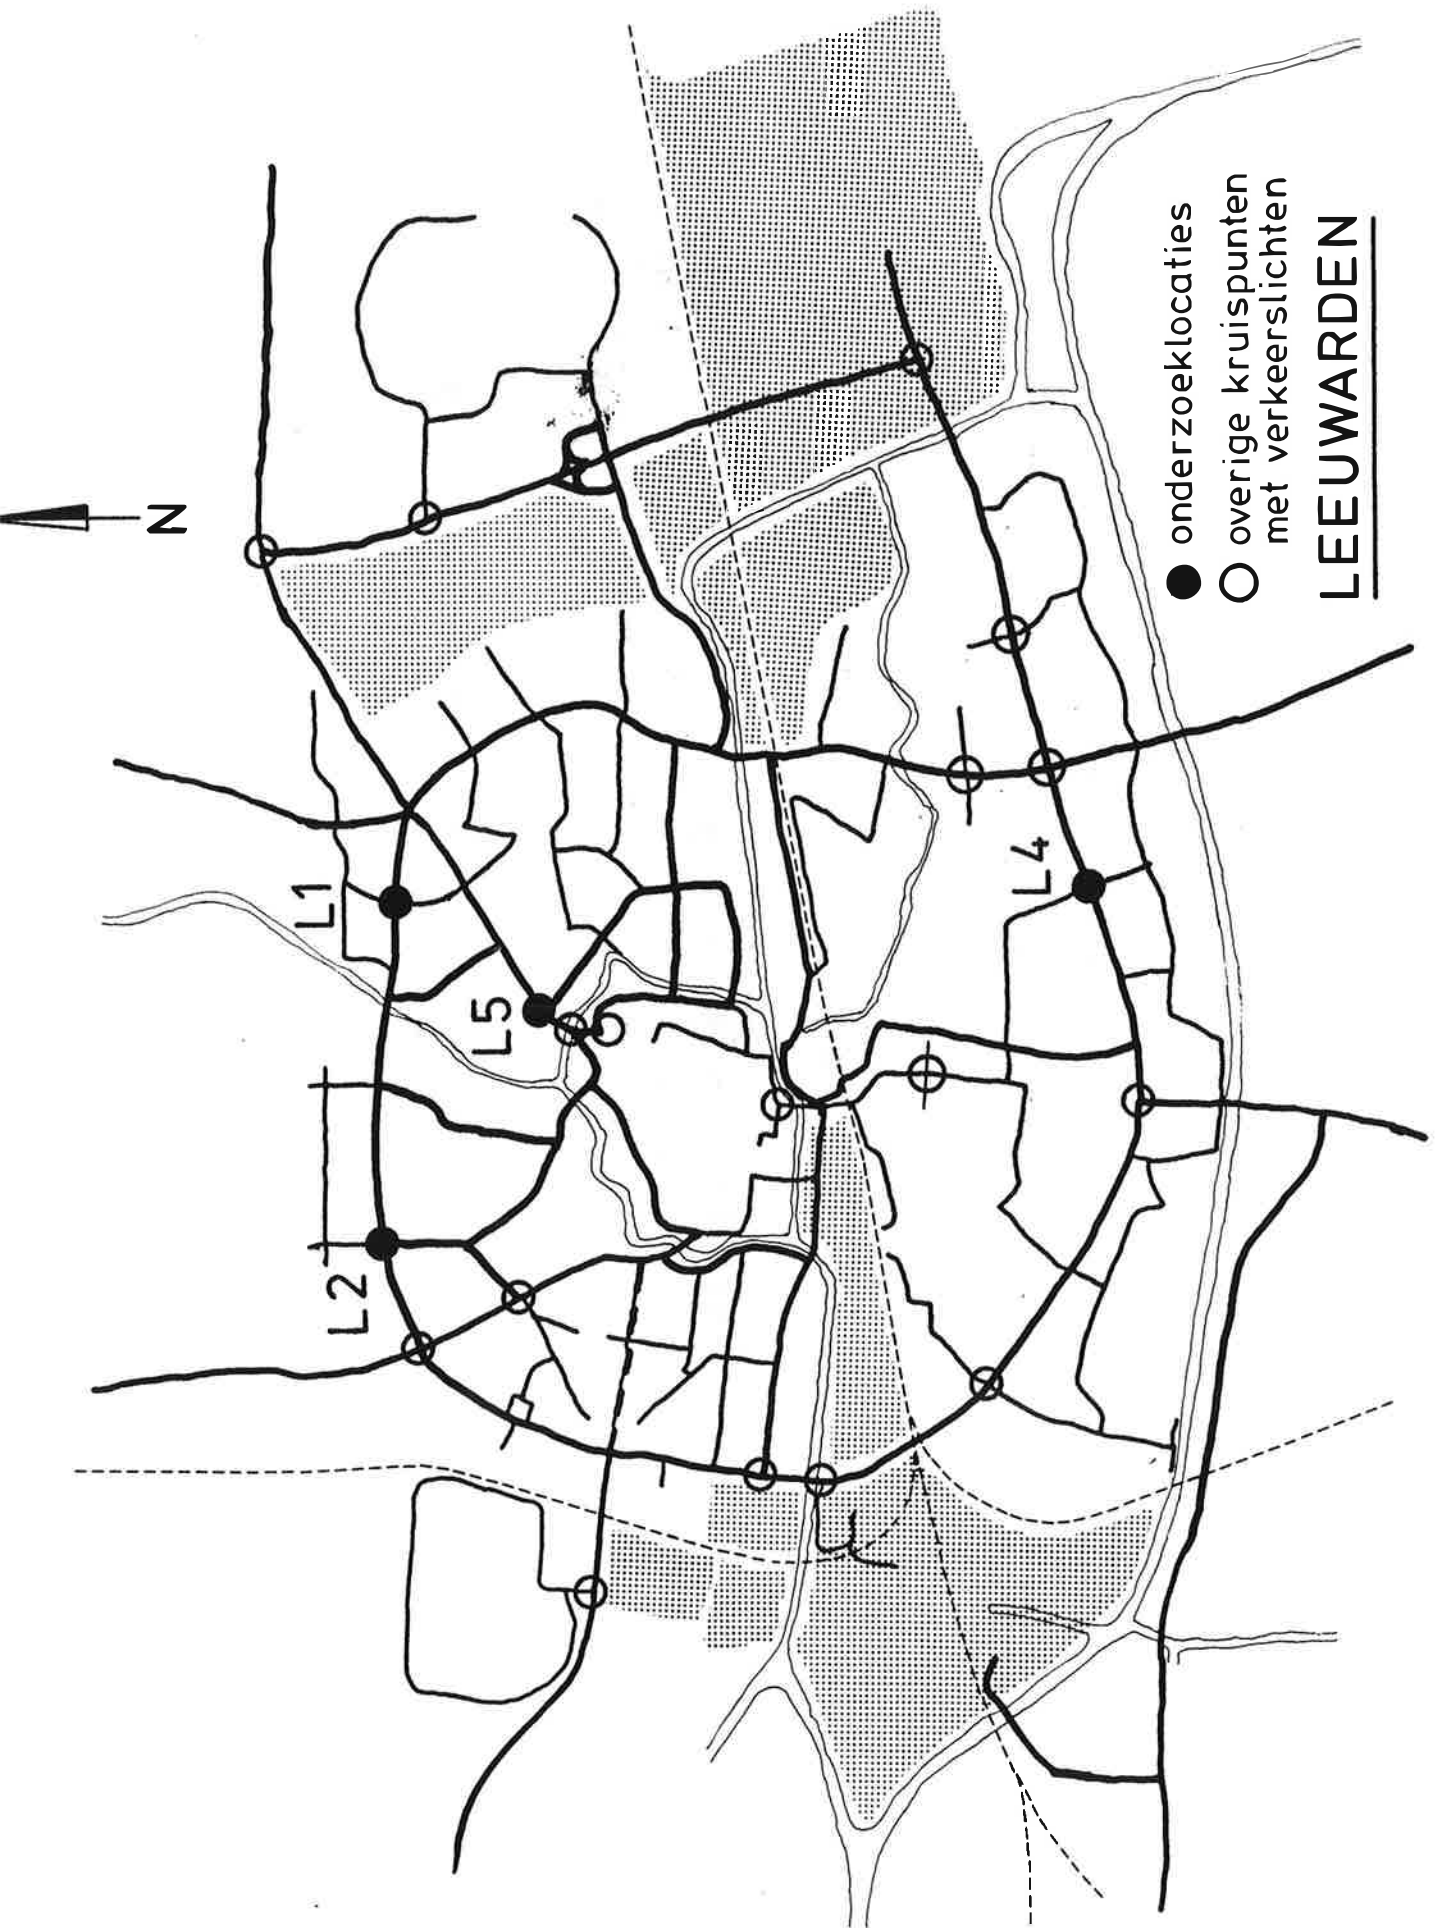 N
L1
L2
L5
L4
onderzoeklocaties
overige kruispunten
met verkeerslichten
LEEUWARDEN